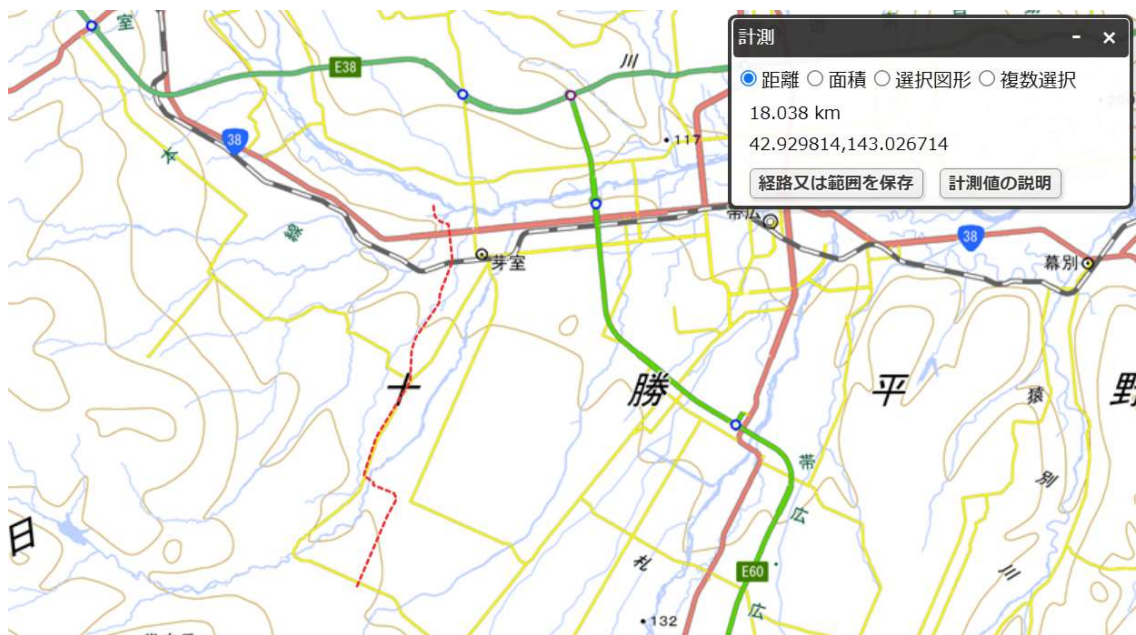 室
E38
川
計測
- ×
距離 面積 選択図形 複数選択
18.038 km
42.929814,143.026714
経路又は範囲を保存 計測値の説明
38
本
117
線
帯広
38
芽室
幕別
十 勝 平 野
猿
別
川
帯
広
広
日
札
E60
132